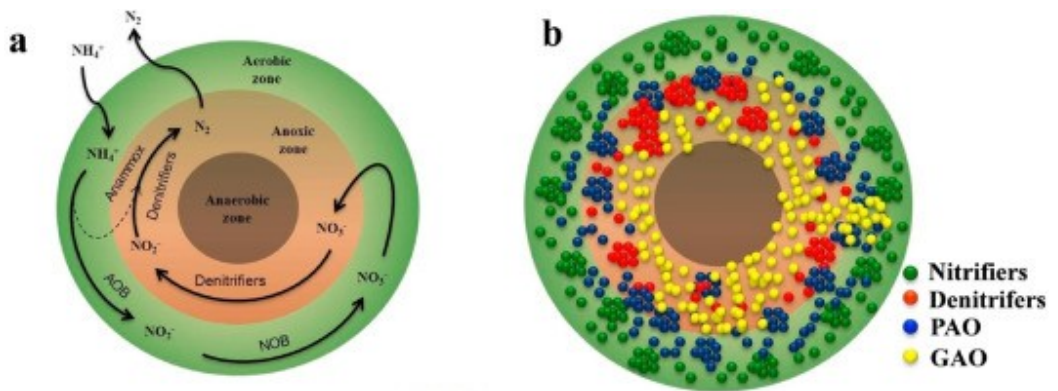 a
N₂
NH₄⁺
Aerobic
zone
N₂
Anoxic
zone
NH₄⁺
Anammox
Denitrifiers
Anaerobic
zone
NO₂⁻
NO₃⁻
Denitrifiers
NO₃⁻
AOB
NO₂⁻
NOB
b
Nitrifiers
Denitrifers
PAO
GAO